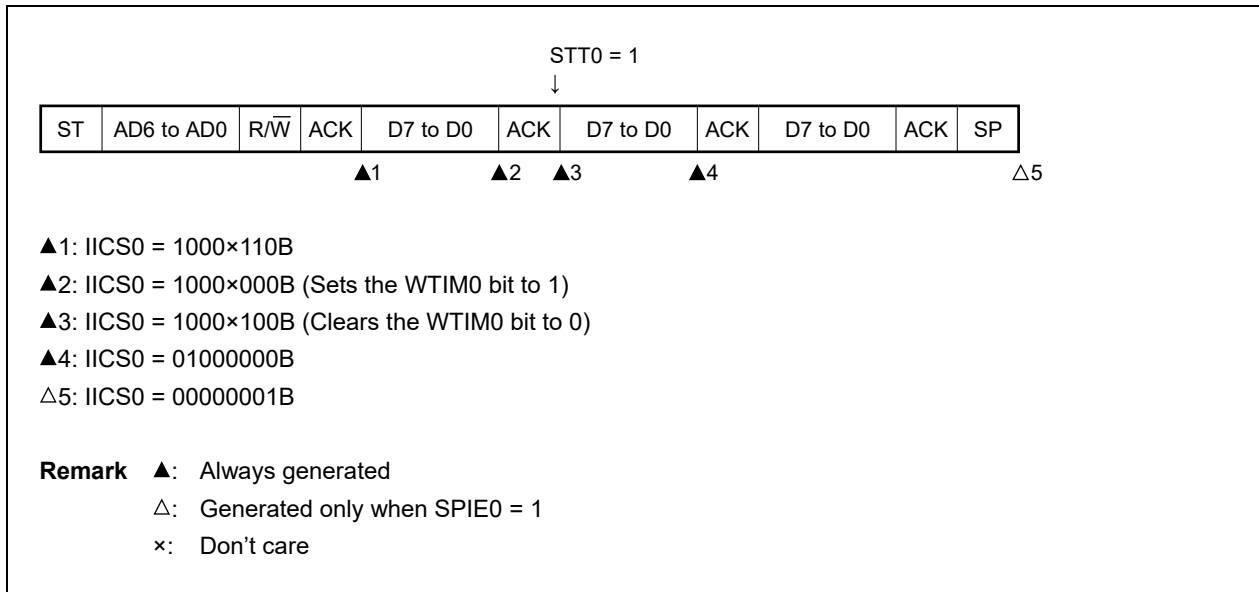 STT0 = 1
↓
ST AD6 to AD0 R/W̅ ACK D7 to D0 ACK D7 to D0 ACK D7 to D0 ACK SP
▲1 ▲2 ▲3 ▲4 △5
▲1: IICS0 = 1000×110B
▲2: IICS0 = 1000×000B (Sets the WTIM0 bit to 1)
▲3: IICS0 = 1000×100B (Clears the WTIM0 bit to 0)
▲4: IICS0 = 01000000B
△5: IICS0 = 00000001B
Remark ▲: Always generated
△: Generated only when SPIE0 = 1
×: Don't care